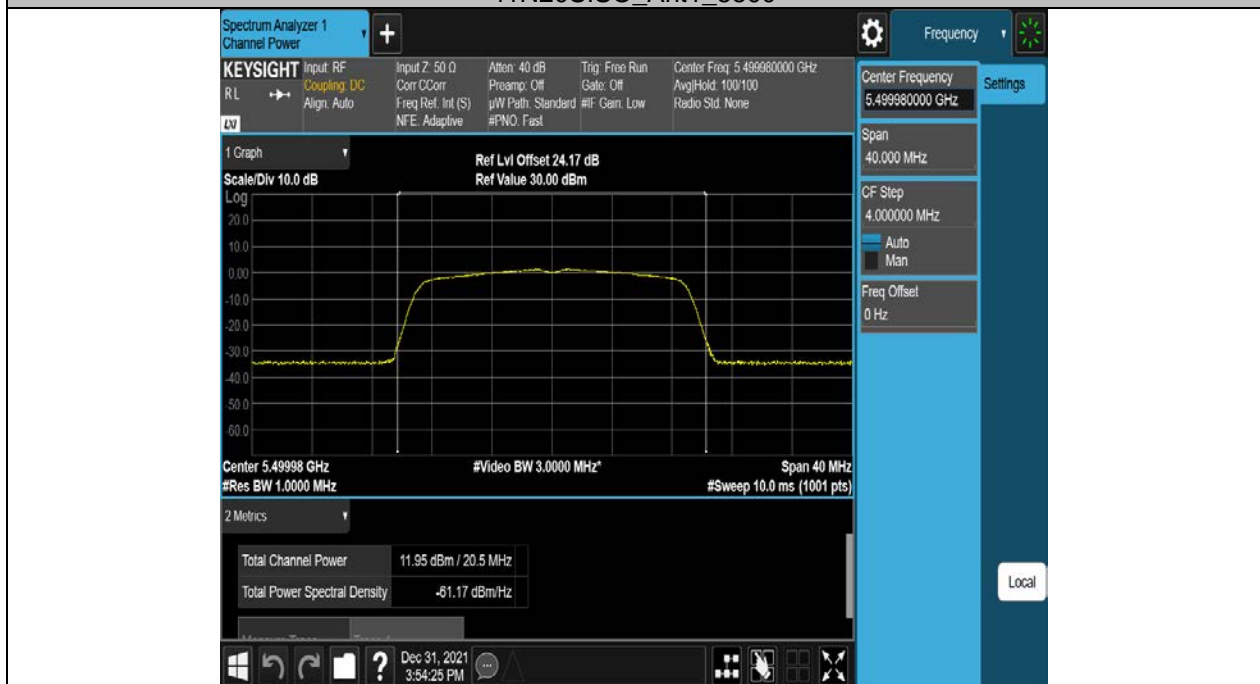 Spectrum Analyzer 1
Channel Power
Frequency
KEYSIGHT
RL
LXI
Input: RF
Coupling: DC
Align: Auto
Input Z: 50 Ω
Corr CCorr
Freq Ref: Int (S)
NFE: Adaptive
Atten: 40 dB
Preamp: Off
µW Path: Standard
#PNO: Fast
Trig: Free Run
Gate: Off
#IF Gain: Low
Center Freq: 5.499980000 GHz
Avg|Hold: 100/100
Radio Std: None
Center Frequency
5.499980000 GHz
Settings
Span
40.000 MHz
CF Step
4.000000 MHz
Auto
Man
Freq Offset
0 Hz
1 Graph
Scale/Div 10.0 dB
Ref Lvl Offset 24.17 dB
Ref Value 30.00 dBm
Log
20.0
10.0
0.00
-10.0
-20.0
-30.0
-40.0
-50.0
-60.0
Center 5.49998 GHz
#Res BW 1.0000 MHz
#Video BW 3.0000 MHz*
Span 40 MHz
#Sweep 10.0 ms (1001 pts)
2 Metrics
Total Channel Power 11.95 dBm / 20.5 MHz
Total Power Spectral Density -61.17 dBm/Hz
Local
?
Dec 31, 2021
3:54:25 PM